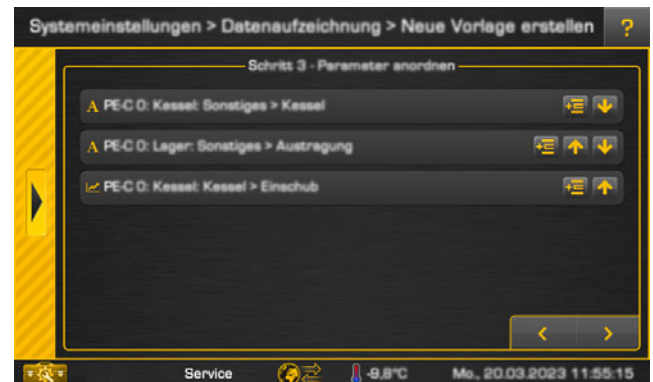 Systemeinstellungen > Datenaufzeichnung > Neue Vorlage erstellen ?
Schritt 3 - Parameter anordnen
A PE-C 0: Kessel: Sonstiges > Kessel
A PE-C 0: Lager: Sonstiges > Austragung
PE-C 0: Kessel: Kessel > Einschub
Service -9,8°C Mo., 20.03.2023 11:55:15